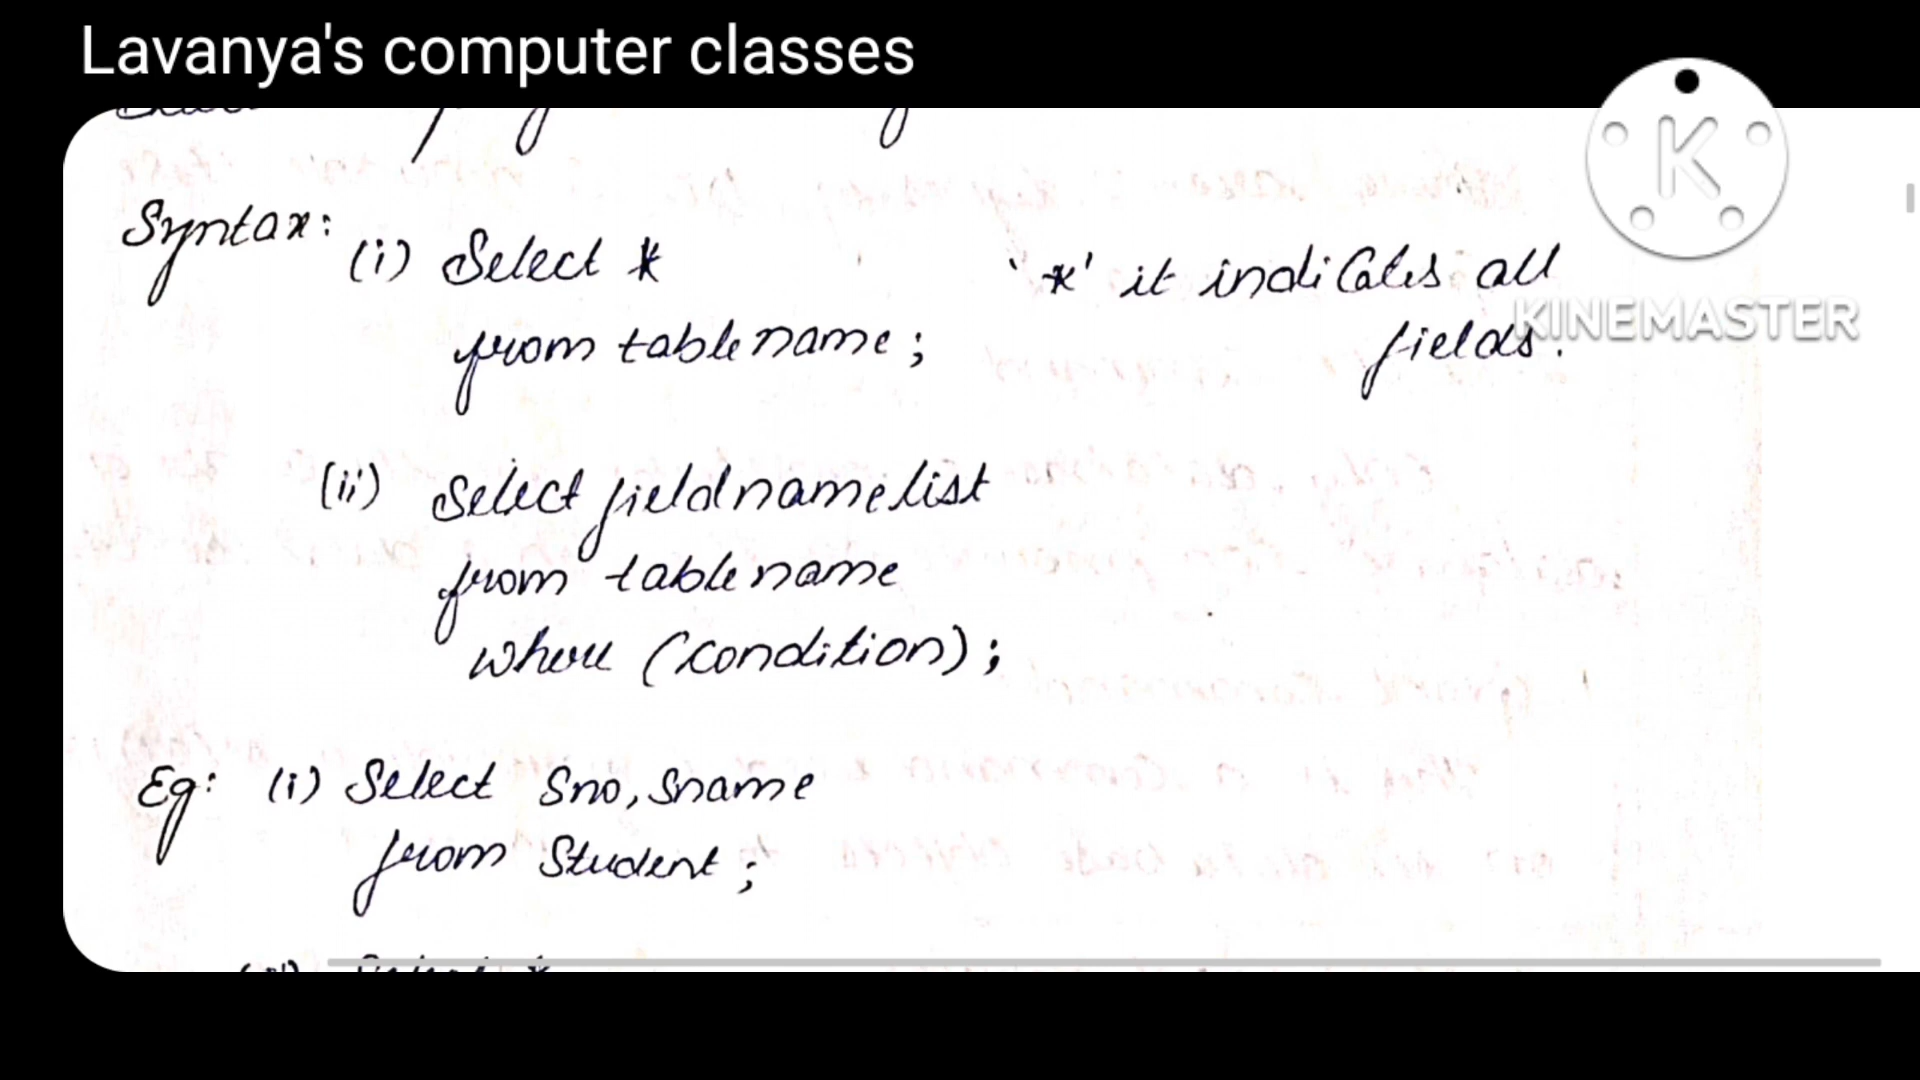 Lavanya's computer classes
K
KINEMASTER
Syntax: (i) Select *
from tablename;
'*' it indicates all
fields.
(ii) Select fieldnamelist
from tablename
where (condition);
Eg: (i) Select Sno, Sname
from Student;
Select *